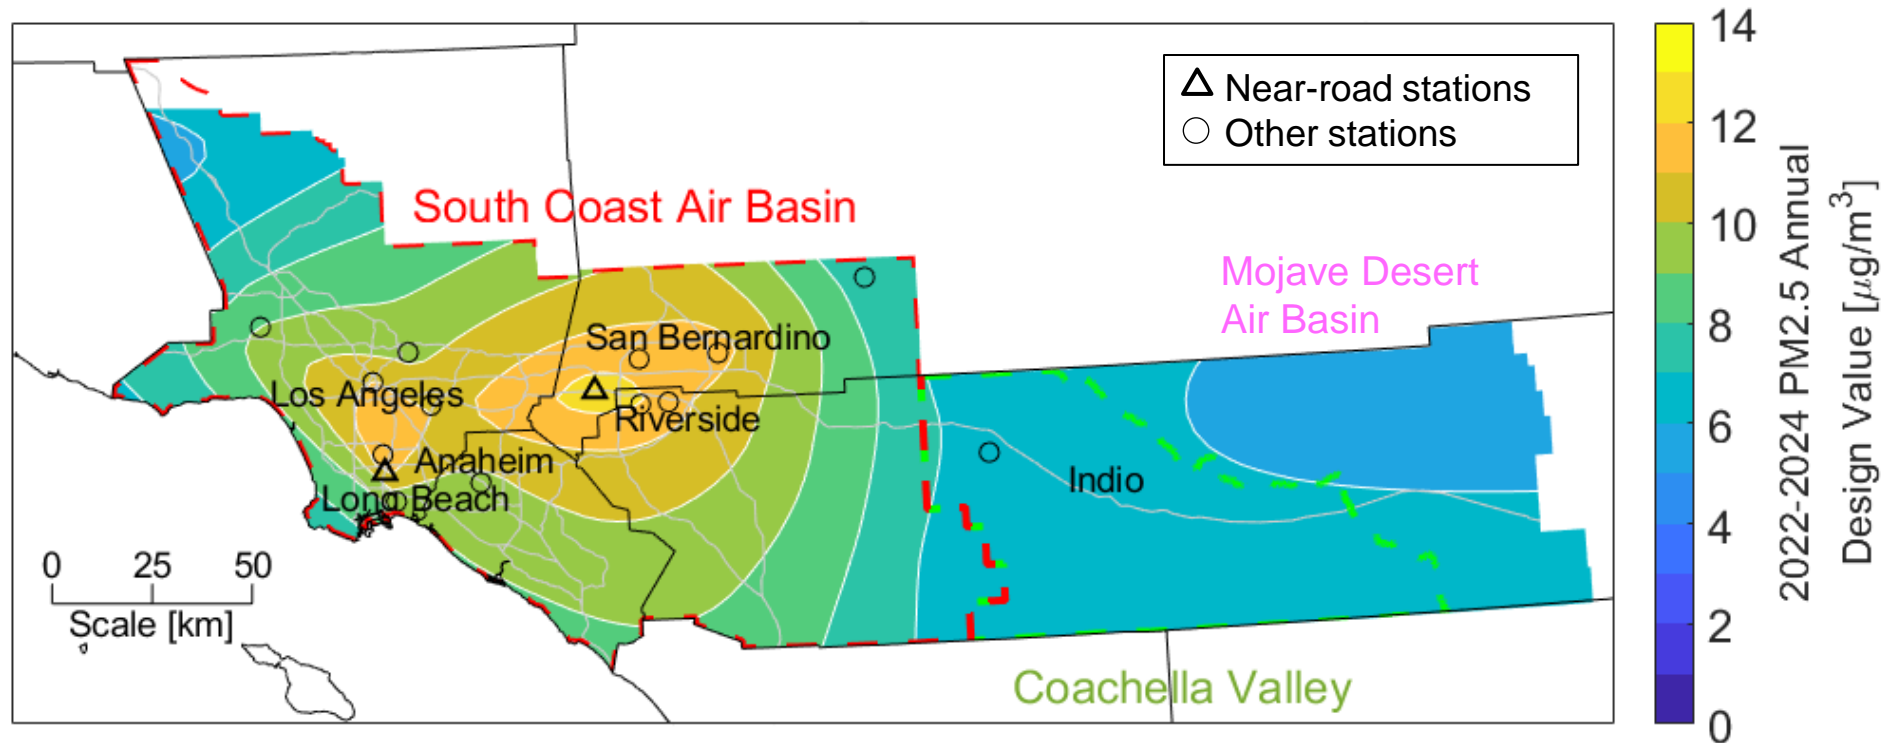 Near-road stations
Other stations
South Coast Air Basin
Mojave Desert
Air Basin
San Bernardino
Los Angeles
Riverside
Anaheim
Long Beach
Indio
Coachella Valley
0 25 50
Scale [km]
14
12
10
8
6
4
2
0
2022-2024 PM2.5 Annual
Design Value [μg/m³]